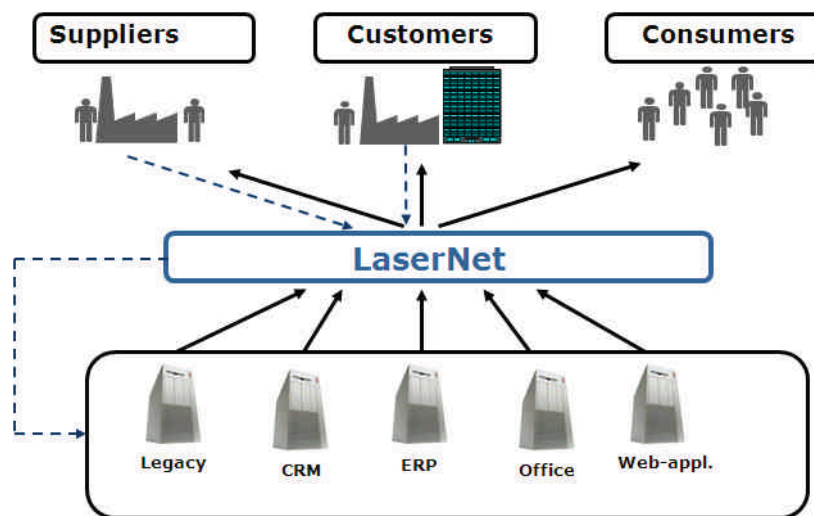 Suppliers
Customers
Consumers
LaserNet
Legacy
CRM
ERP
Office
Web-appl.